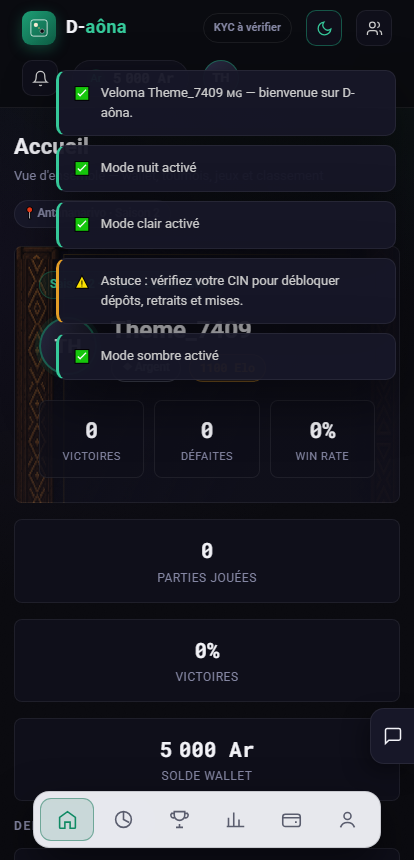 D-aôna
KYC à vérifier
5 000 Ar
TH
Veloma Theme_7409 ᴍɢ — bienvenue sur D-
aôna.
Accueil
Mode nuit activé
Mode clair activé
Astuce : vérifiez votre CIN pour débloquer
dépôts, retraits et mises.
Theme_7409
Mode sombre activé
0
VICTOIRES
0
DÉFAITES
0%
WIN RATE
0
PARTIES JOUÉES
0%
VICTOIRES
5 000 Ar
SOLDE WALLET